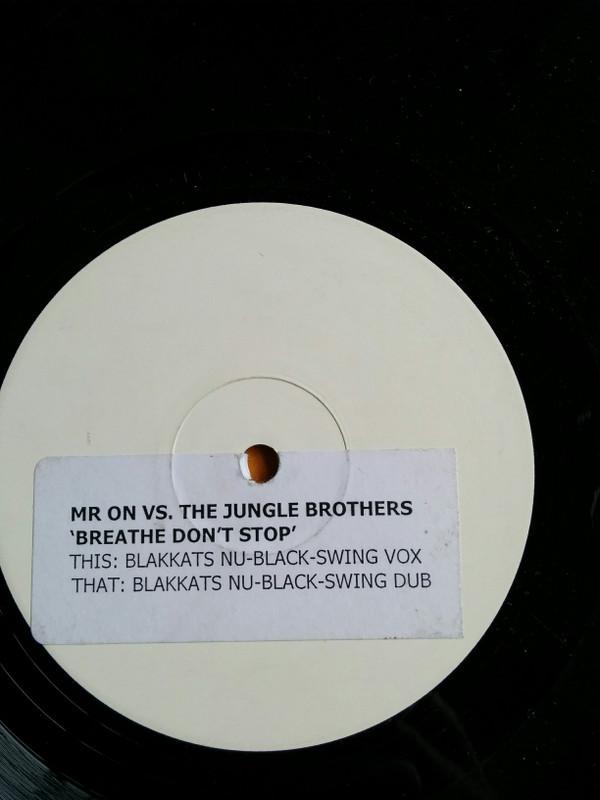 MR ON VS. THE JUNGLE BROTHERS
‘BREATHE DON’T STOP’
THIS: BLAKKATS NU-BLACK-SWING VOX
THAT: BLAKKATS NU-BLACK-SWING DUB